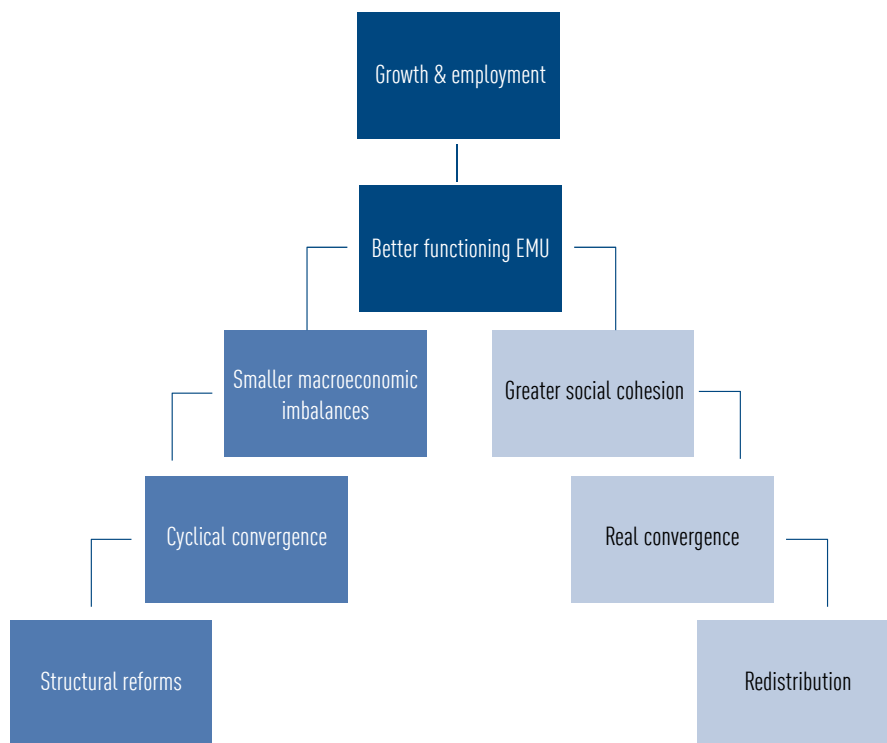 Growth & employment
Better functioning EMU
Smaller macroeconomic
imbalances
Greater social cohesion
Cyclical convergence
Real convergence
Structural reforms
Redistribution